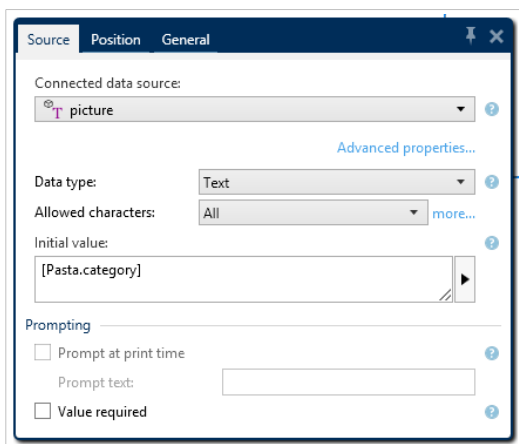 Source Position General
Connected data source:
T picture
Advanced properties...
Data type: Text
Allowed characters: All more...
Initial value:
[Pasta.category]
Prompting
Prompt at print time
Prompt text:
Value required